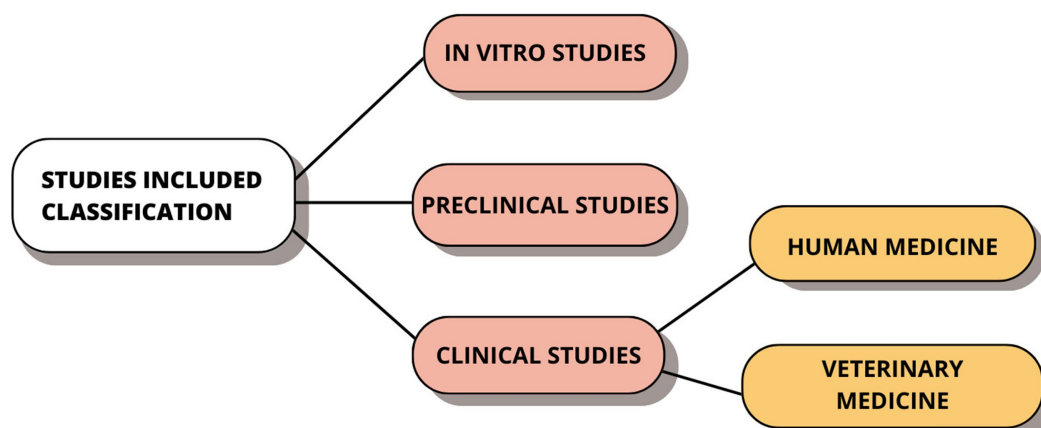 STUDIES INCLUDED
CLASSIFICATION
IN VITRO STUDIES
PRECLINICAL STUDIES
CLINICAL STUDIES
HUMAN MEDICINE
VETERINARY
MEDICINE